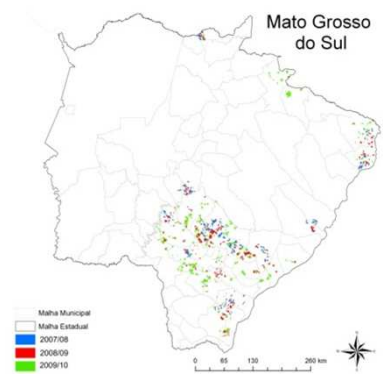 Mato Grosso
do Sul
Malha Municipal
Malha Estadual
2007/08
2008/09
2009/10
0 65 130 260 km